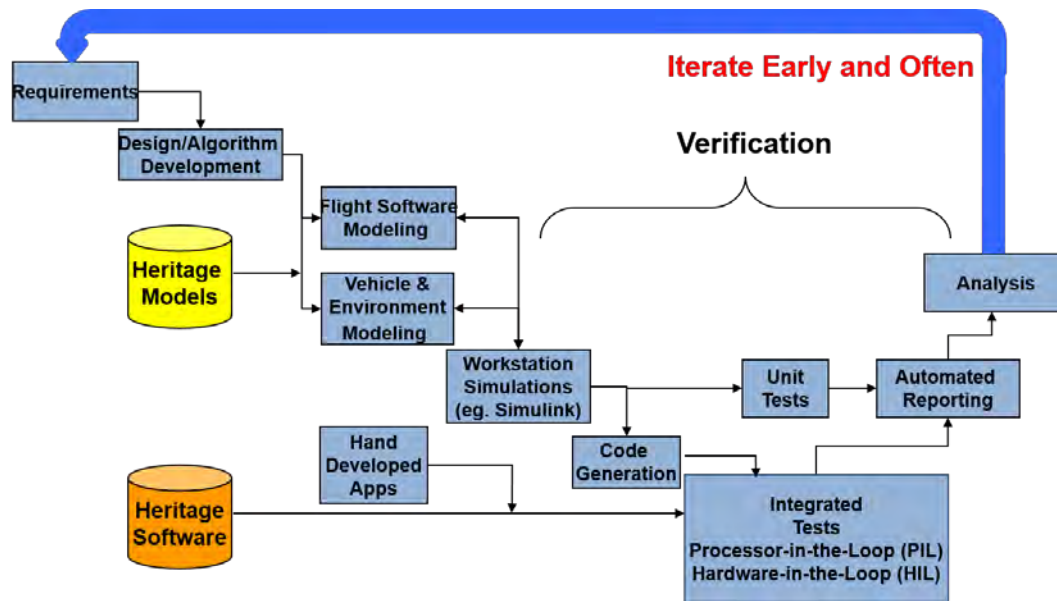 Iterate Early and Often
Requirements
Verification
Design/Algorithm
Development
Flight Software
Modeling
Heritage
Models
Vehicle &
Environment
Modeling
Analysis
Workstation
Simulations
(eg. Simulink)
Unit
Tests
Automated
Reporting
Hand
Developed
Apps
Code
Generation
Heritage
Software
Integrated
Tests
Processor-in-the-Loop (PIL)
Hardware-in-the-Loop (HIL)